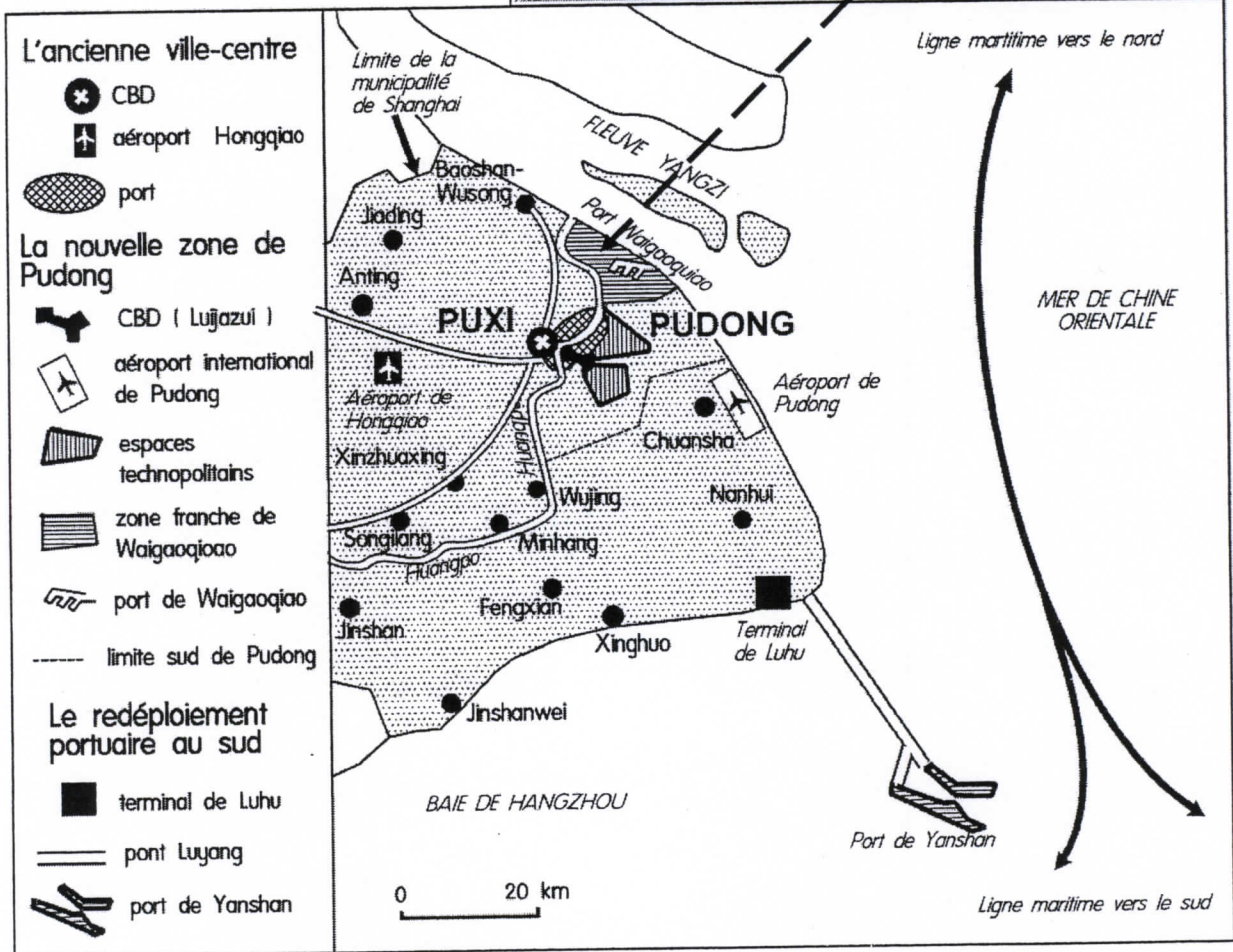 L'ancienne ville-centre
CBD
aéroport Hongqiao
port
La nouvelle zone de
Pudong
CBD ( Luijazui )
aéroport international
de Pudong
espaces
technopolitains
zone franche de
Waigaoqioao
port de Waigaoqiao
limite sud de Pudong
Le redéploiement
portuaire au sud
terminal de Luhu
pont Luyang
port de Yanshan
Limite de la
municipalité
de Shanghai
Ligne martitime vers le nord
FLEUVE YANGZI
Baoshan-
Wusong
Port Waigaoquiao
Jiading
Anting
MER DE CHINE
ORIENTALE
PUXI
PUDONG
Aéroport de
Hongqiao
Aéroport de
Pudong
Huangpo
Chuansha
Xinzhuaxing
Wujing
Nanhui
Songilang
Minhang
Huangpo
Fengxian
Jinshan
Xinghuo
Terminal
de Luhu
Jinshanwei
BAIE DE HANGZHOU
Port de Yanshan
0 20 km
Ligne maritime vers le sud